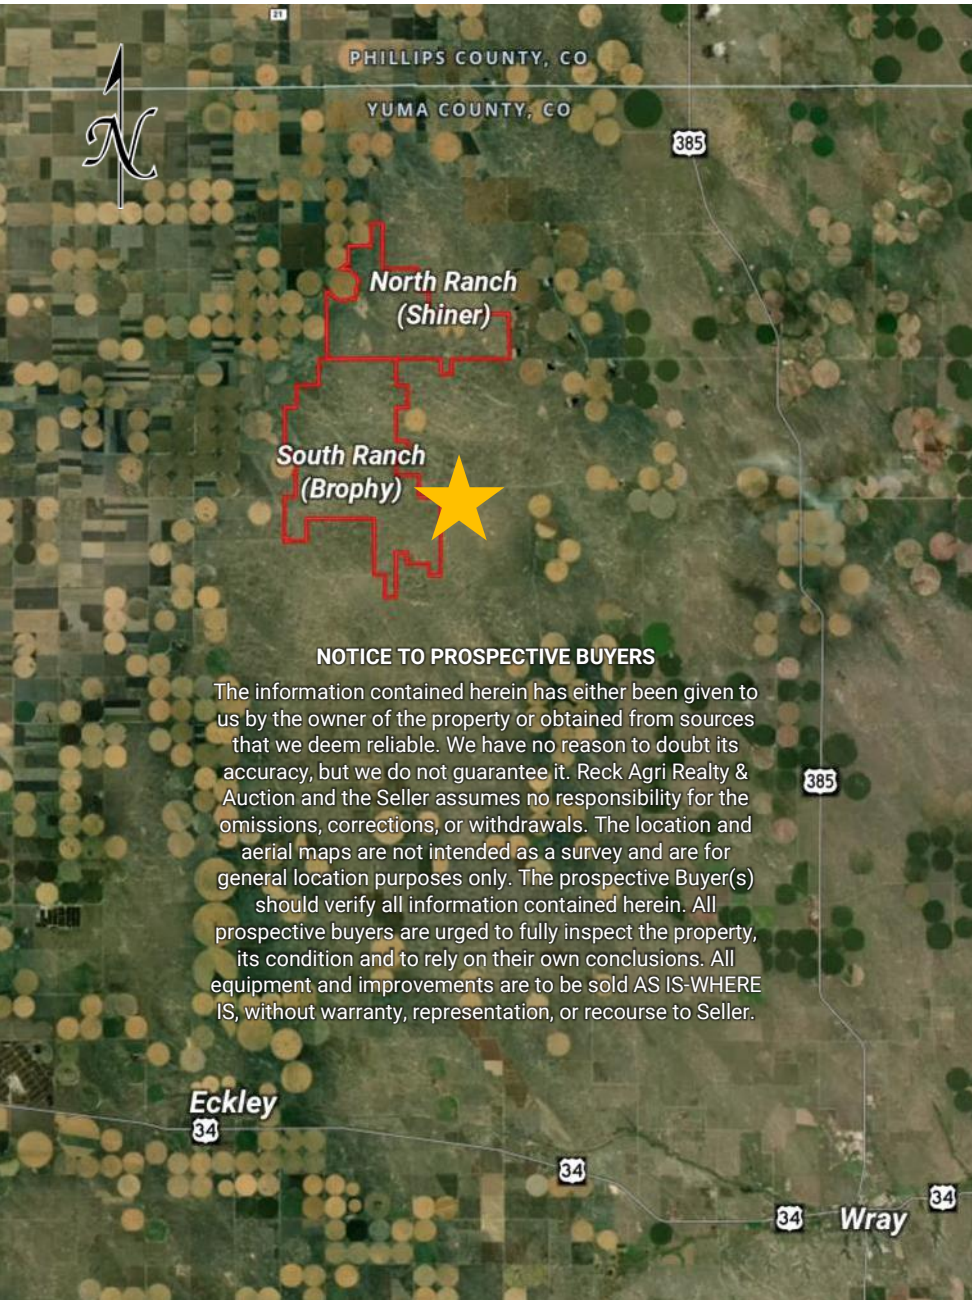 21
PHILLIPS COUNTY, CO
YUMA COUNTY, CO
N
385
North Ranch
(Shiner)
South Ranch
(Brophy)
NOTICE TO PROSPECTIVE BUYERS
The information contained herein has either been given to
us by the owner of the property or obtained from sources
that we deem reliable. We have no reason to doubt its
accuracy, but we do not guarantee it. Reck Agri Realty &
Auction and the Seller assumes no responsibility for the
omissions, corrections, or withdrawals. The location and
aerial maps are not intended as a survey and are for
general location purposes only. The prospective Buyer(s)
should verify all information contained herein. All
prospective buyers are urged to fully inspect the property,
its condition and to rely on their own conclusions. All
equipment and improvements are to be sold AS IS-WHERE
IS, without warranty, representation, or recourse to Seller.
385
Eckley
34
34
34
Wray
34